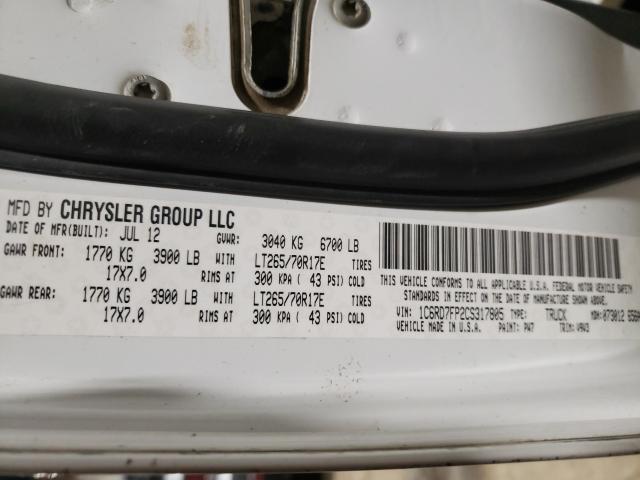 MFD BY CHRYSLER GROUP LLC
DATE OF MFR(BUILT): JUL 12 GVWR: 3040 KG 6700 LB
GAWR FRONT: 1770 KG 3900 LB WITH LT265/70R17E TIRES
17X7.0 RIMS AT 300 KPA ( 43 PSI) COLD
GAWR REAR: 1770 KG 3900 LB WITH LT265/70R17E TIRES
17X7.0 RIMS AT 300 KPA ( 43 PSI) COLD
THIS VEHICLE CONFORMS TO ALL APPLICABLE U.S.A. FEDERAL MOTOR VEHICLE SAFETY
STANDARDS IN EFFECT ON THE DATE OF MANUFACTURE SHOWN ABOVE.
VIN: 1C6RD7FP2CS317805 TYPE: TRUCK MDH: 073012
VEHICLE MADE IN U.S.A. PAINT: PW7 TRIM: V9V3